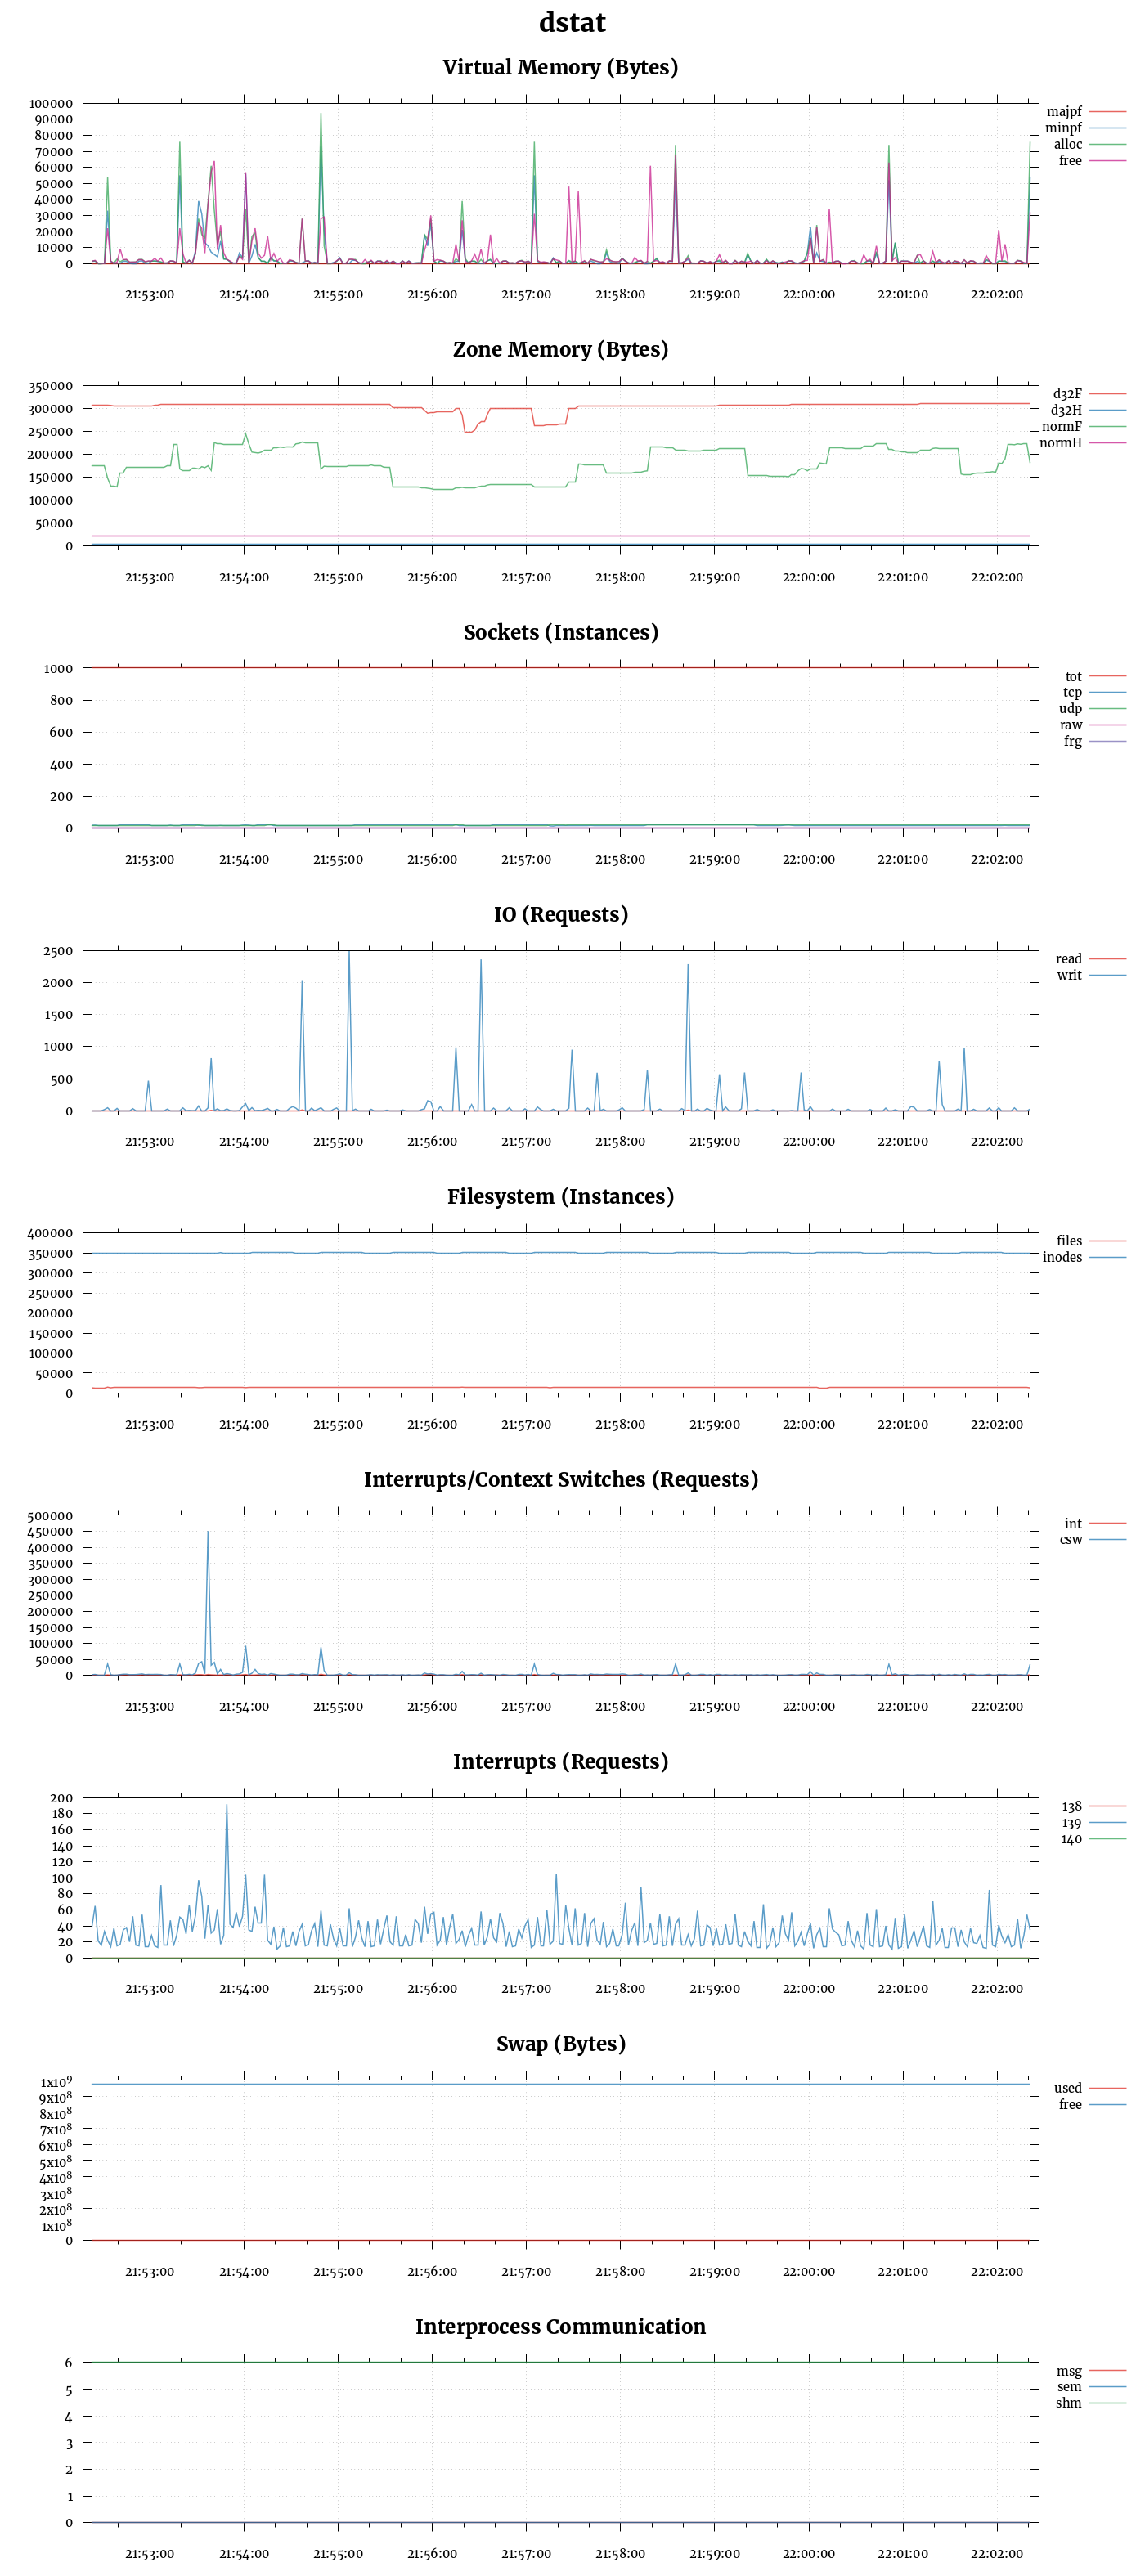 dstat
Virtual Memory (Bytes)
100000
90000
80000
70000
60000
50000
40000
30000
20000
10000
0
majpf
minpf
alloc
free
21:53:00 21:54:00 21:55:00 21:56:00 21:57:00 21:58:00 21:59:00 22:00:00 22:01:00 22:02:00
Zone Memory (Bytes)
350000
300000
250000
200000
150000
100000
50000
0
d32F
d32H
normF
normH
21:53:00 21:54:00 21:55:00 21:56:00 21:57:00 21:58:00 21:59:00 22:00:00 22:01:00 22:02:00
Sockets (Instances)
1000
800
600
400
200
0
tot
tcp
udp
raw
frg
21:53:00 21:54:00 21:55:00 21:56:00 21:57:00 21:58:00 21:59:00 22:00:00 22:01:00 22:02:00
IO (Requests)
2500
2000
1500
1000
500
0
read
writ
21:53:00 21:54:00 21:55:00 21:56:00 21:57:00 21:58:00 21:59:00 22:00:00 22:01:00 22:02:00
Filesystem (Instances)
400000
350000
300000
250000
200000
150000
100000
50000
0
files
inodes
21:53:00 21:54:00 21:55:00 21:56:00 21:57:00 21:58:00 21:59:00 22:00:00 22:01:00 22:02:00
Interrupts/Context Switches (Requests)
500000
450000
400000
350000
300000
250000
200000
150000
100000
50000
0
int
csw
21:53:00 21:54:00 21:55:00 21:56:00 21:57:00 21:58:00 21:59:00 22:00:00 22:01:00 22:02:00
Interrupts (Requests)
200
180
160
140
120
100
80
60
40
20
0
138
139
140
21:53:00 21:54:00 21:55:00 21:56:00 21:57:00 21:58:00 21:59:00 22:00:00 22:01:00 22:02:00
Swap (Bytes)
1x10⁹
9x10⁸
8x10⁸
7x10⁸
6x10⁸
5x10⁸
4x10⁸
3x10⁸
2x10⁸
1x10⁸
0
used
free
21:53:00 21:54:00 21:55:00 21:56:00 21:57:00 21:58:00 21:59:00 22:00:00 22:01:00 22:02:00
Interprocess Communication
6
5
4
3
2
1
0
msg
sem
shm
21:53:00 21:54:00 21:55:00 21:56:00 21:57:00 21:58:00 21:59:00 22:00:00 22:01:00 22:02:00